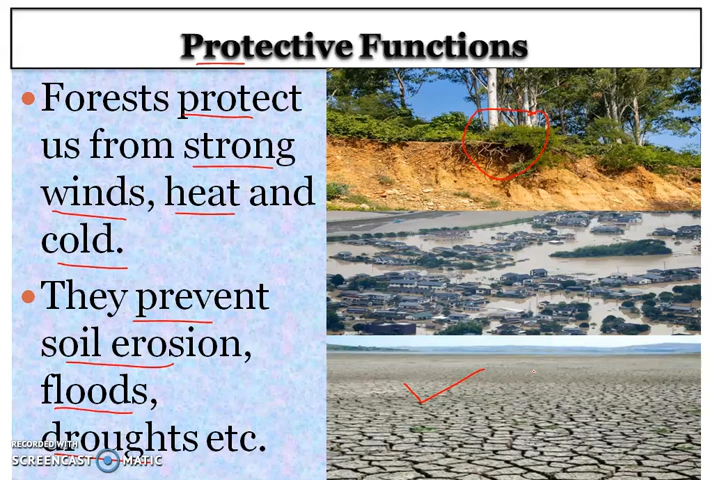 Protective Functions
Forests protect
us from strong
winds, heat and
cold.
They prevent
soil erosion,
floods,
droughts etc.
RECORDED WITH
SCREENCAST MATIC